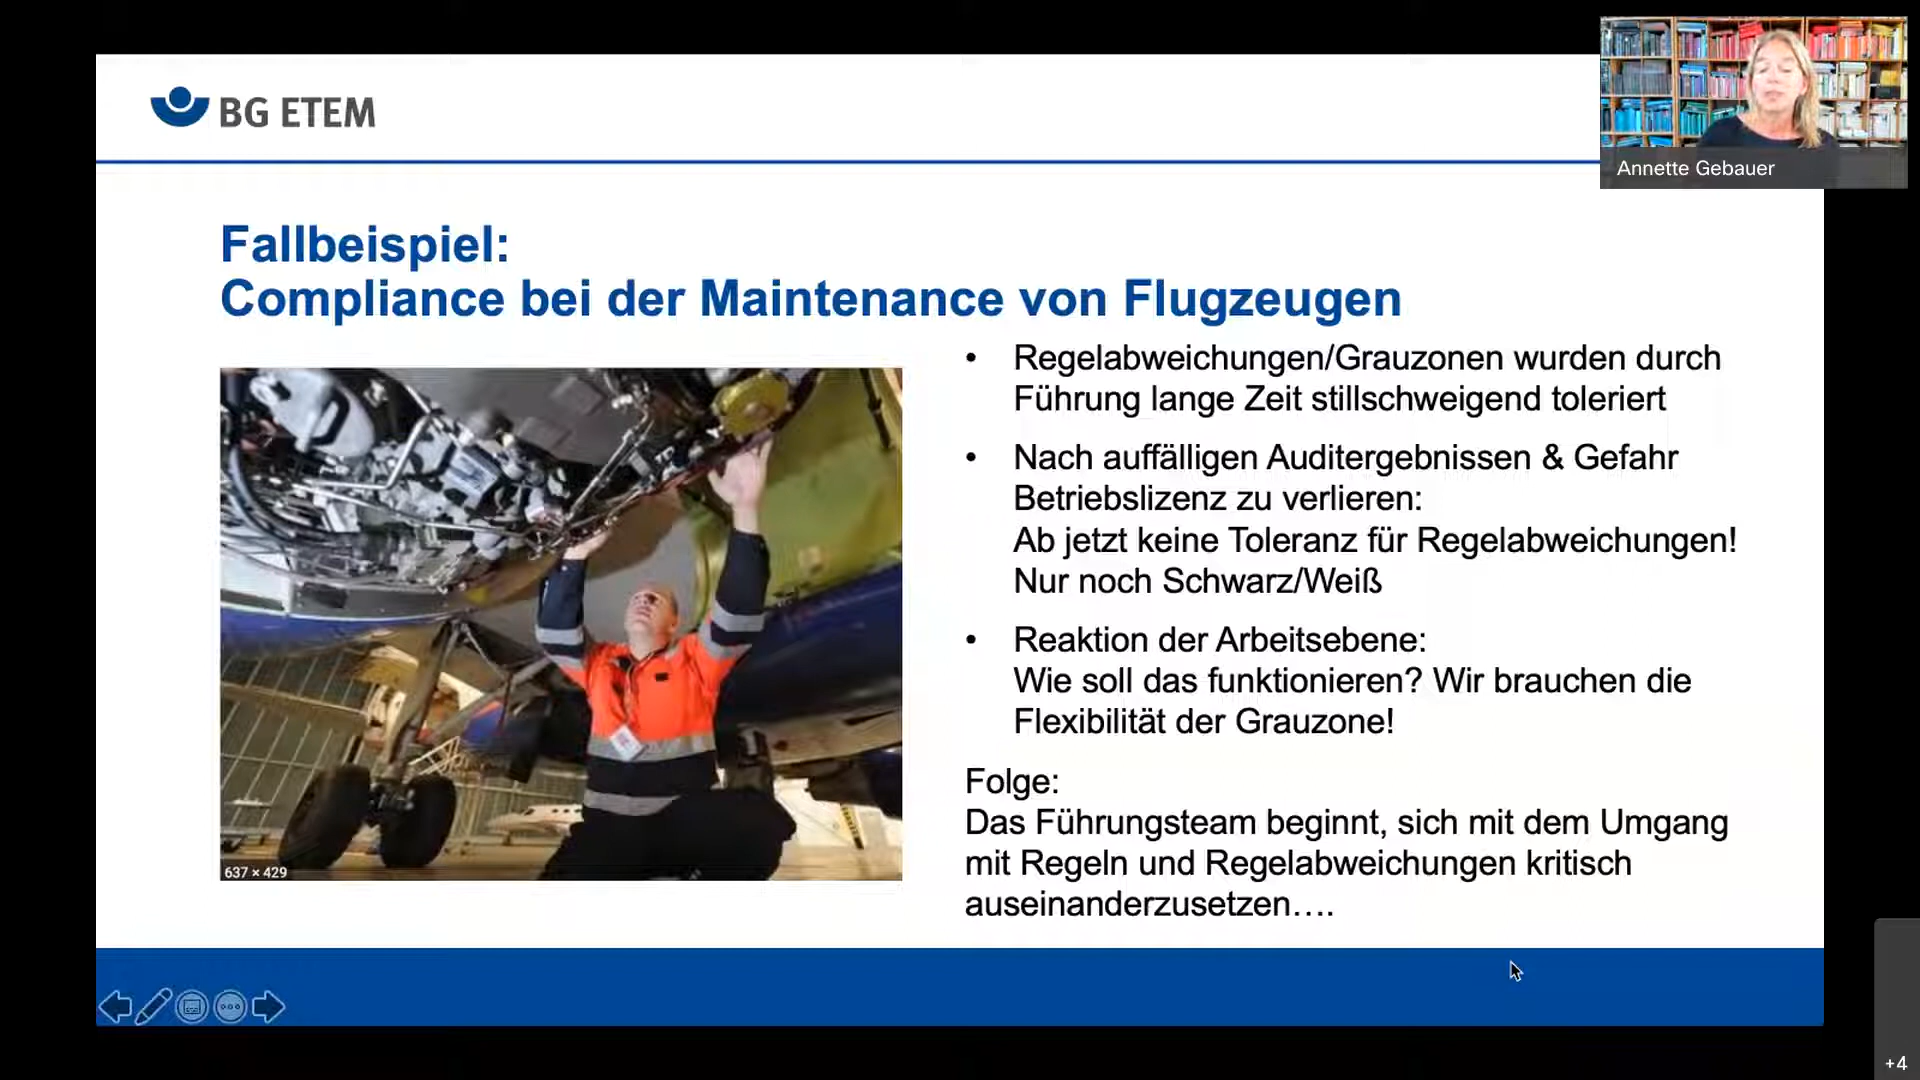 BG ETEM
Annette Gebauer
Fallbeispiel:
Compliance bei der Maintenance von Flugzeugen
• Regelabweichungen/Grauzonen wurden durch
Führung lange Zeit stillschweigend toleriert
• Nach auffälligen Auditergebnissen & Gefahr
Betriebslizenz zu verlieren:
Ab jetzt keine Toleranz für Regelabweichungen!
Nur noch Schwarz/Weiß
• Reaktion der Arbeitsebene:
Wie soll das funktionieren? Wir brauchen die
Flexibilität der Grauzone!
Folge:
Das Führungsteam beginnt, sich mit dem Umgang
mit Regeln und Regelabweichungen kritisch
auseinanderzusetzen….
637 × 429
+4